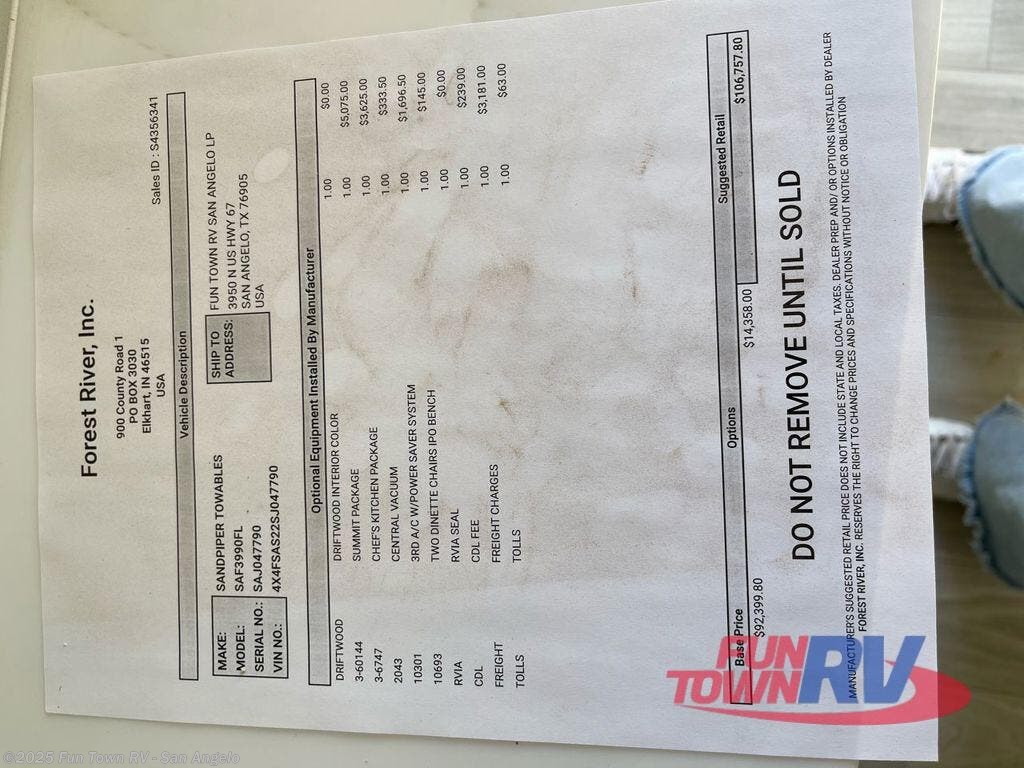 Forest River, Inc.
900 County Road 1
PO BOX 3030
Elkhart, IN 46515
USA
Sales ID : S4356341
Vehicle Description
MAKE: SANDPIPER TOWABLES
MODEL: SAF3990FL
SERIAL NO.: SAJ047790
VIN NO.: 4X4FSAS22SJ047790
SHIP TO ADDRESS: FUN TOWN RV SAN ANGELO LP
3950 N US HWY 67
SAN ANGELO, TX 76905
USA
Optional Equipment Installed By Manufacturer
DRIFTWOOD DRIFTWOOD INTERIOR COLOR 1.00 $0.00
3-60144 SUMMIT PACKAGE 1.00 $5,075.00
3-6747 CHEF'S KITCHEN PACKAGE 1.00 $3,625.00
2043 CENTRAL VACUUM 1.00 $333.50
10301 3RD A/C W/POWER SAVER SYSTEM 1.00 $1,696.50
10693 TWO DINETTE CHAIRS IPO BENCH 1.00 $145.00
RVIA RVIA SEAL 1.00 $0.00
CDL CDL FEE 1.00 $239.00
FREIGHT FREIGHT CHARGES 1.00 $3,181.00
TOLLS TOLLS 1.00 $63.00
Base Price Options Suggested Retail
$92,399.80 $14,358.00 $106,757.80
DO NOT REMOVE UNTIL SOLD
MANUFACTURER'S SUGGESTED RETAIL PRICE DOES NOT INCLUDE STATE AND LOCAL TAXES. DEALER PREP AND/ OR OPTIONS INSTALLED BY DEALER
FOREST RIVER, INC. RESERVES THE RIGHT TO CHANGE PRICES AND SPECIFICATIONS WITHOUT NOTICE OR OBLIGATION
FUN TOWN RV
©2025 Fun Town RV - San Angelo